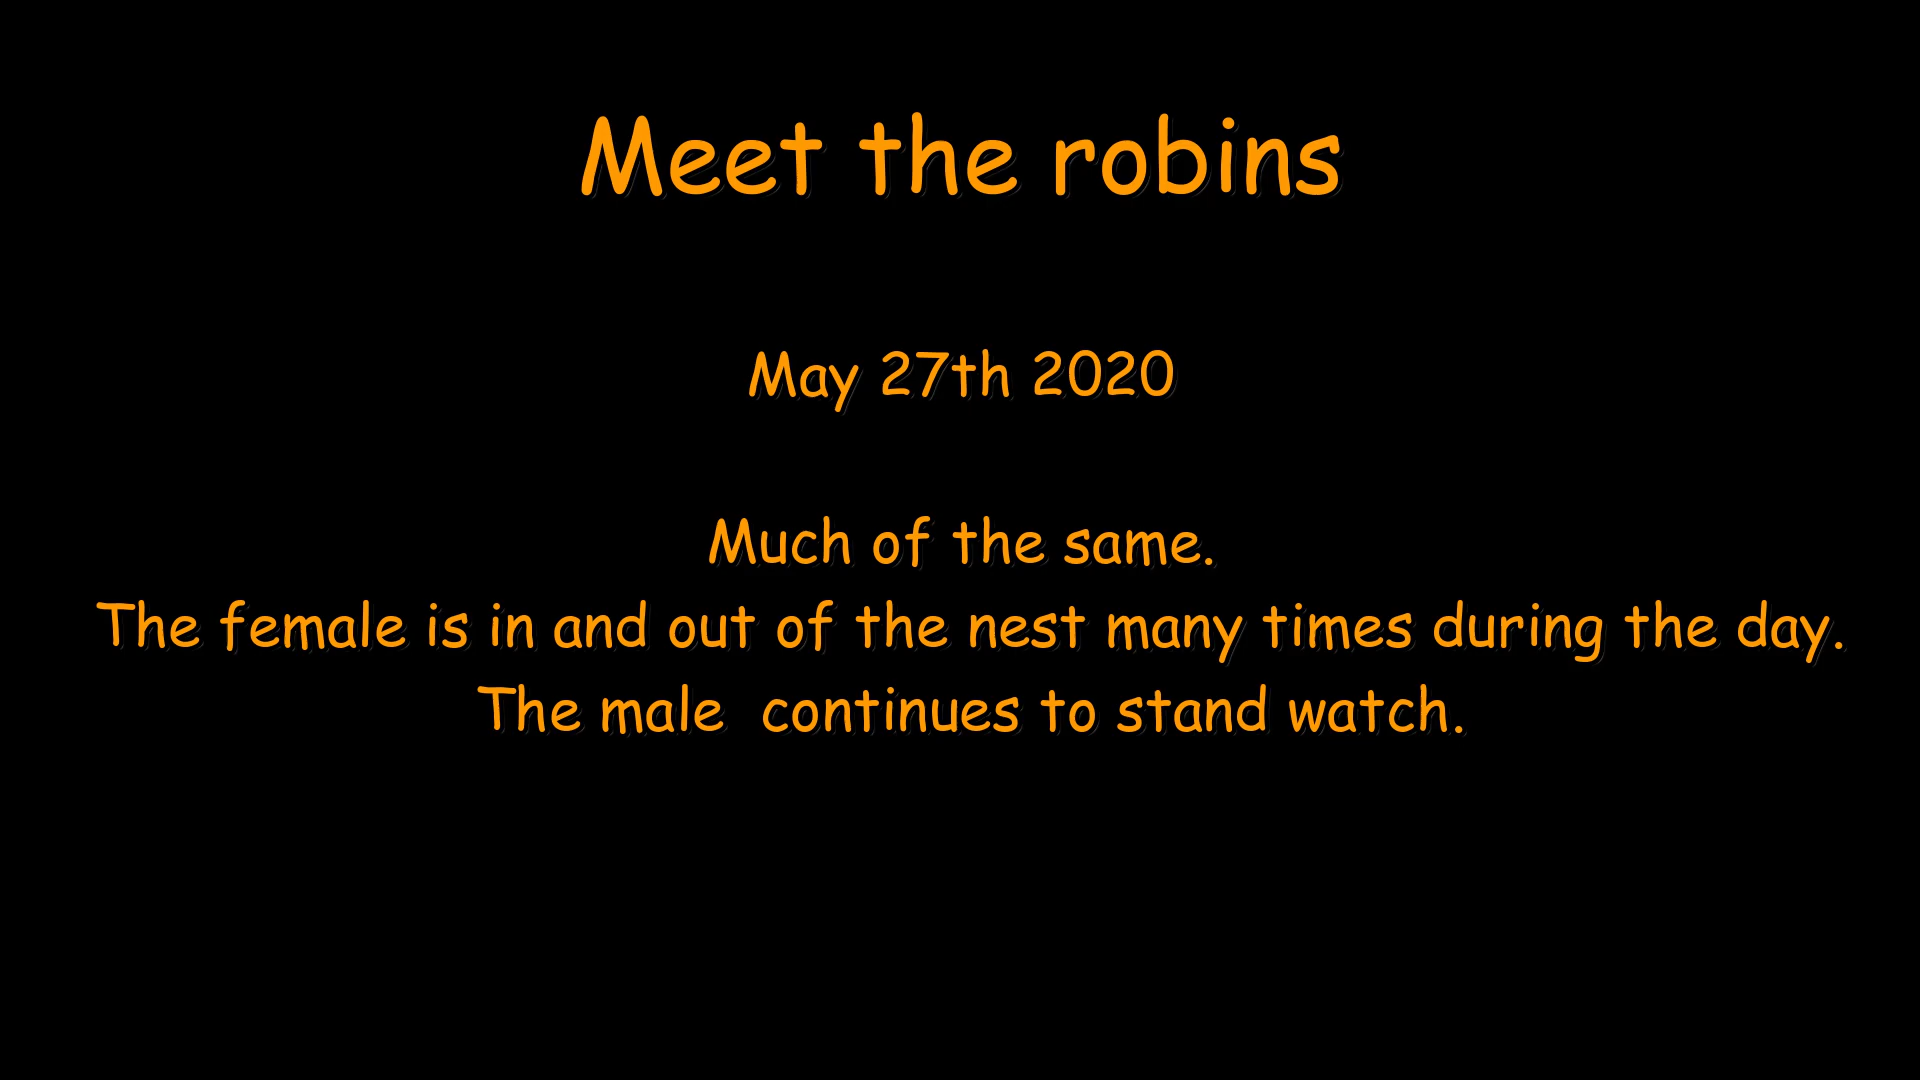 Meet the robins
May 27th 2020
Much of the same.
The female is in and out of the nest many times during the day.
The male  continues to stand watch.